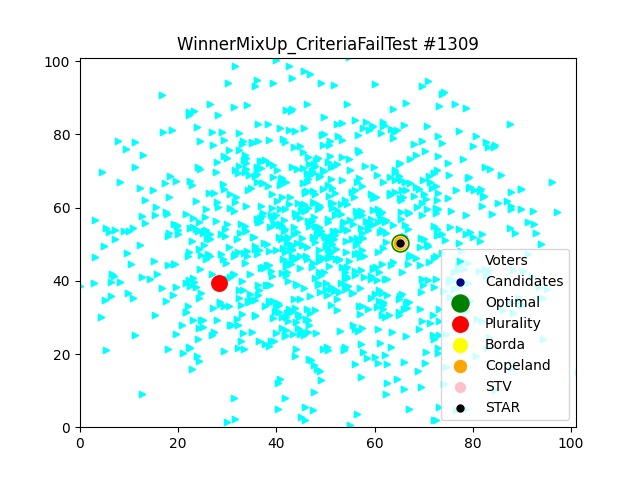 WinnerMixUp_CriteriaFailTest #1309
100
80
60
40
20
0
0 20 40 60 80 100
Voters
Candidates
Optimal
Plurality
Borda
Copeland
STV
STAR